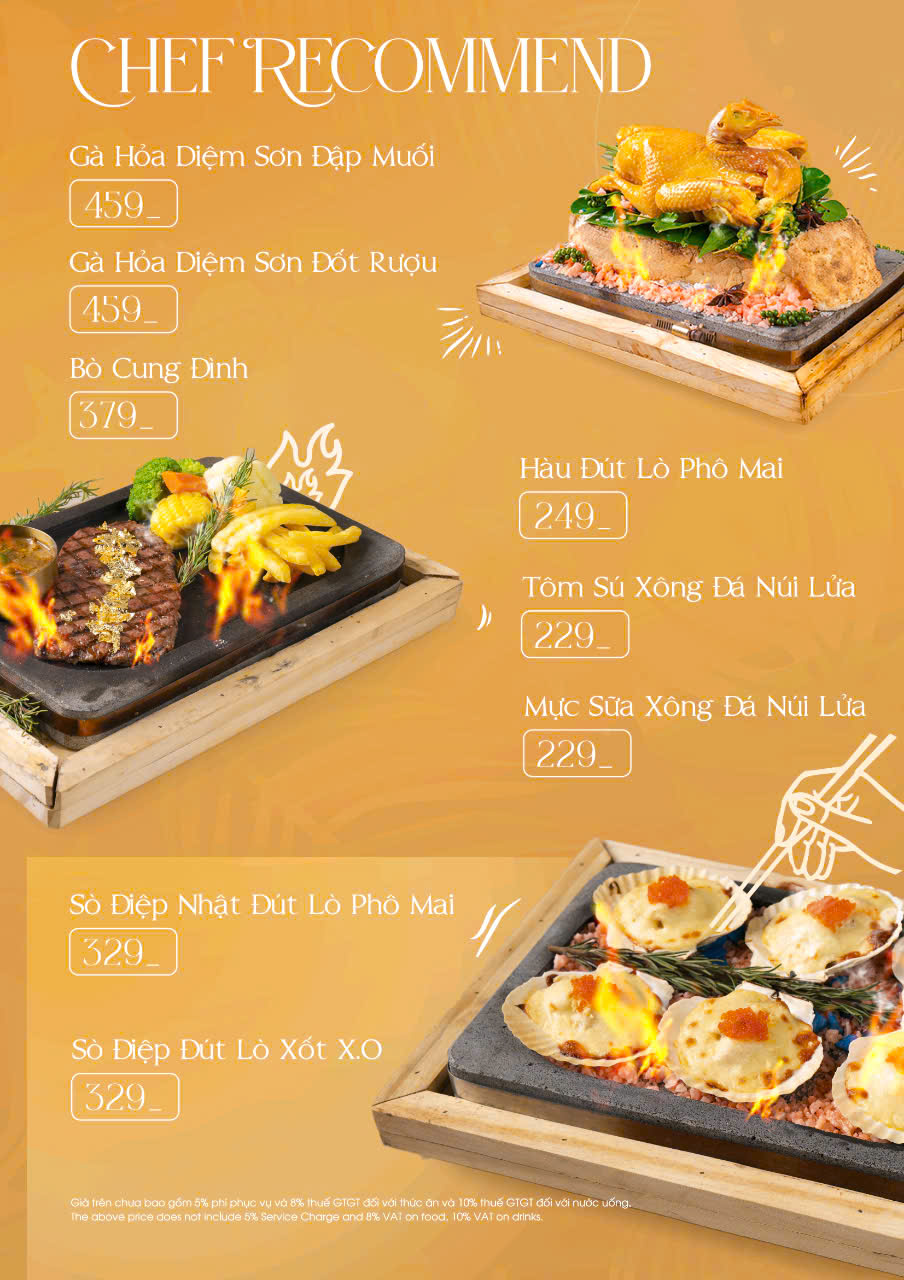 CHEF RECOMMEND
Gà Hỏa Diệm Sơn Đập Muối
459_
Gà Hỏa Diệm Sơn Đốt Rượu
459_
Bò Cung Đình
379_
Hàu Đút Lò Phô Mai
249_
Tôm Sú Xông Đá Núi Lửa
229_
Mực Sữa Xông Đá Núi Lửa
229_
Sò Điệp Nhật Đút Lò Phô Mai
329_
Sò Điệp Đút Lò Xốt X.O
329_
Giá trên chưa bao gồm 5% phí phục vụ và 8% thuế GTGT đối với thức ăn và 10% thuế GTGT đối với nước uống.
The above price does not include 5% Service Charge and 8% VAT on food, 10% VAT on drinks.